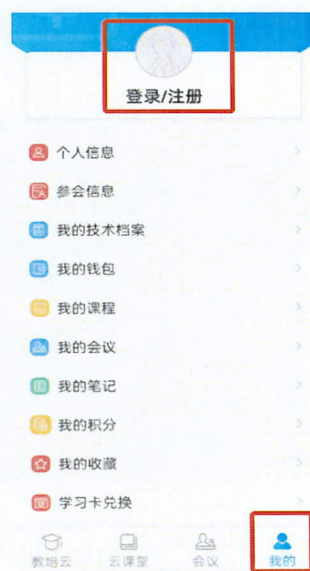 登录/注册
个人信息
参会信息
我的技术档案
我的钱包
我的课程
我的会议
我的笔记
我的积分
我的收藏
学习卡兑换
教培云 云课堂 会议 我的